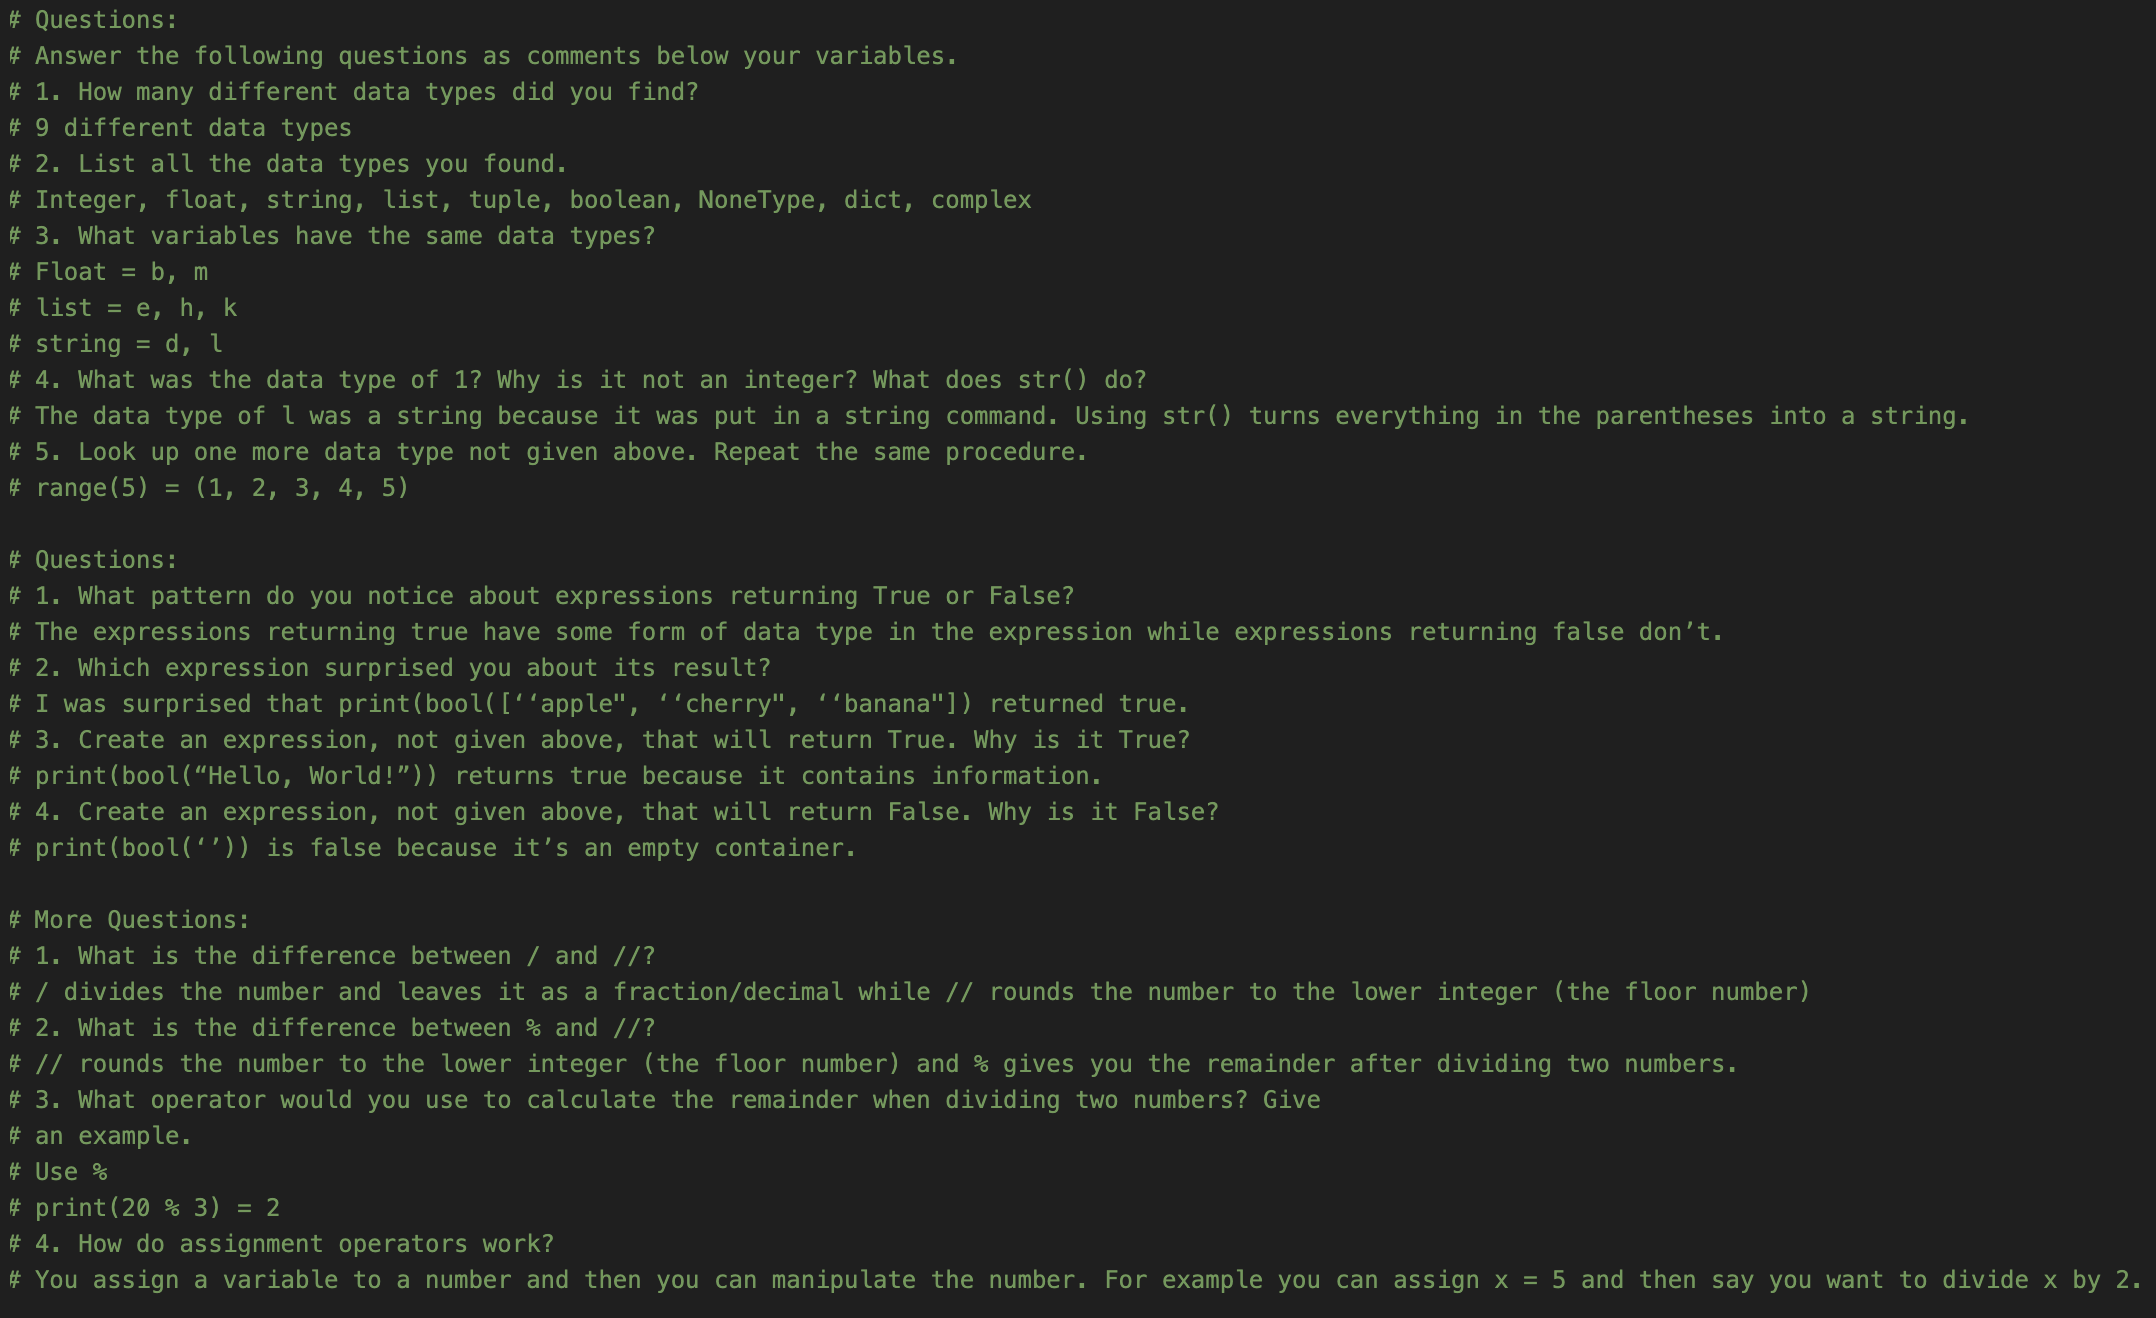 # Questions:
# Answer the following questions as comments below your variables.
# 1. How many different data types did you find?
# 9 different data types
# 2. List all the data types you found.
# Integer, float, string, list, tuple, boolean, NoneType, dict, complex
# 3. What variables have the same data types?
# Float = b, m
# list = e, h, k
# string = d, l
# 4. What was the data type of 1? Why is it not an integer? What does str() do?
# The data type of l was a string because it was put in a string command. Using str() turns everything in the parentheses into a string.
# 5. Look up one more data type not given above. Repeat the same procedure.
# range(5) = (1, 2, 3, 4, 5)

# Questions:
# 1. What pattern do you notice about expressions returning True or False?
# The expressions returning true have some form of data type in the expression while expressions returning false don’t.
# 2. Which expression surprised you about its result?
# I was surprised that print(bool([‘‘apple", ‘‘cherry", ‘‘banana"]) returned true.
# 3. Create an expression, not given above, that will return True. Why is it True?
# print(bool(“Hello, World!”)) returns true because it contains information.
# 4. Create an expression, not given above, that will return False. Why is it False?
# print(bool(‘’)) is false because it’s an empty container.

# More Questions:
# 1. What is the difference between / and //?
# / divides the number and leaves it as a fraction/decimal while // rounds the number to the lower integer (the floor number)
# 2. What is the difference between % and //?
# // rounds the number to the lower integer (the floor number) and % gives you the remainder after dividing two numbers.
# 3. What operator would you use to calculate the remainder when dividing two numbers? Give
# an example.
# Use %
# print(20 % 3) = 2
# 4. How do assignment operators work?
# You assign a variable to a number and then you can manipulate the number. For example you can assign x = 5 and then say you want to divide x by 2.